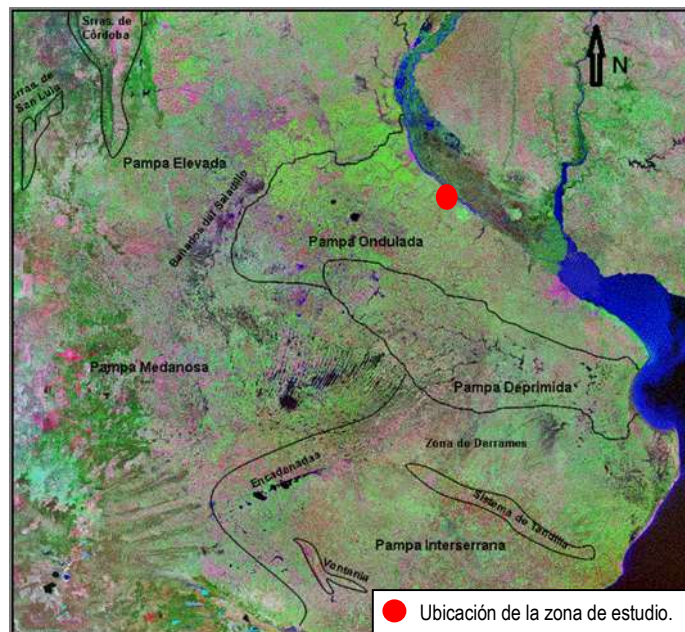 Srras. de
Córdoba
rras. de
San Luis
N
Pampa Elevada
Bañados del Saladillo
Pampa Ondulada
Pampa Medanosa
Pampa Deprimida
Zona de Derrames
Encadenadas
Sistema de Tandilia
Pampa Interserrana
Ventania
Ubicación de la zona de estudio.